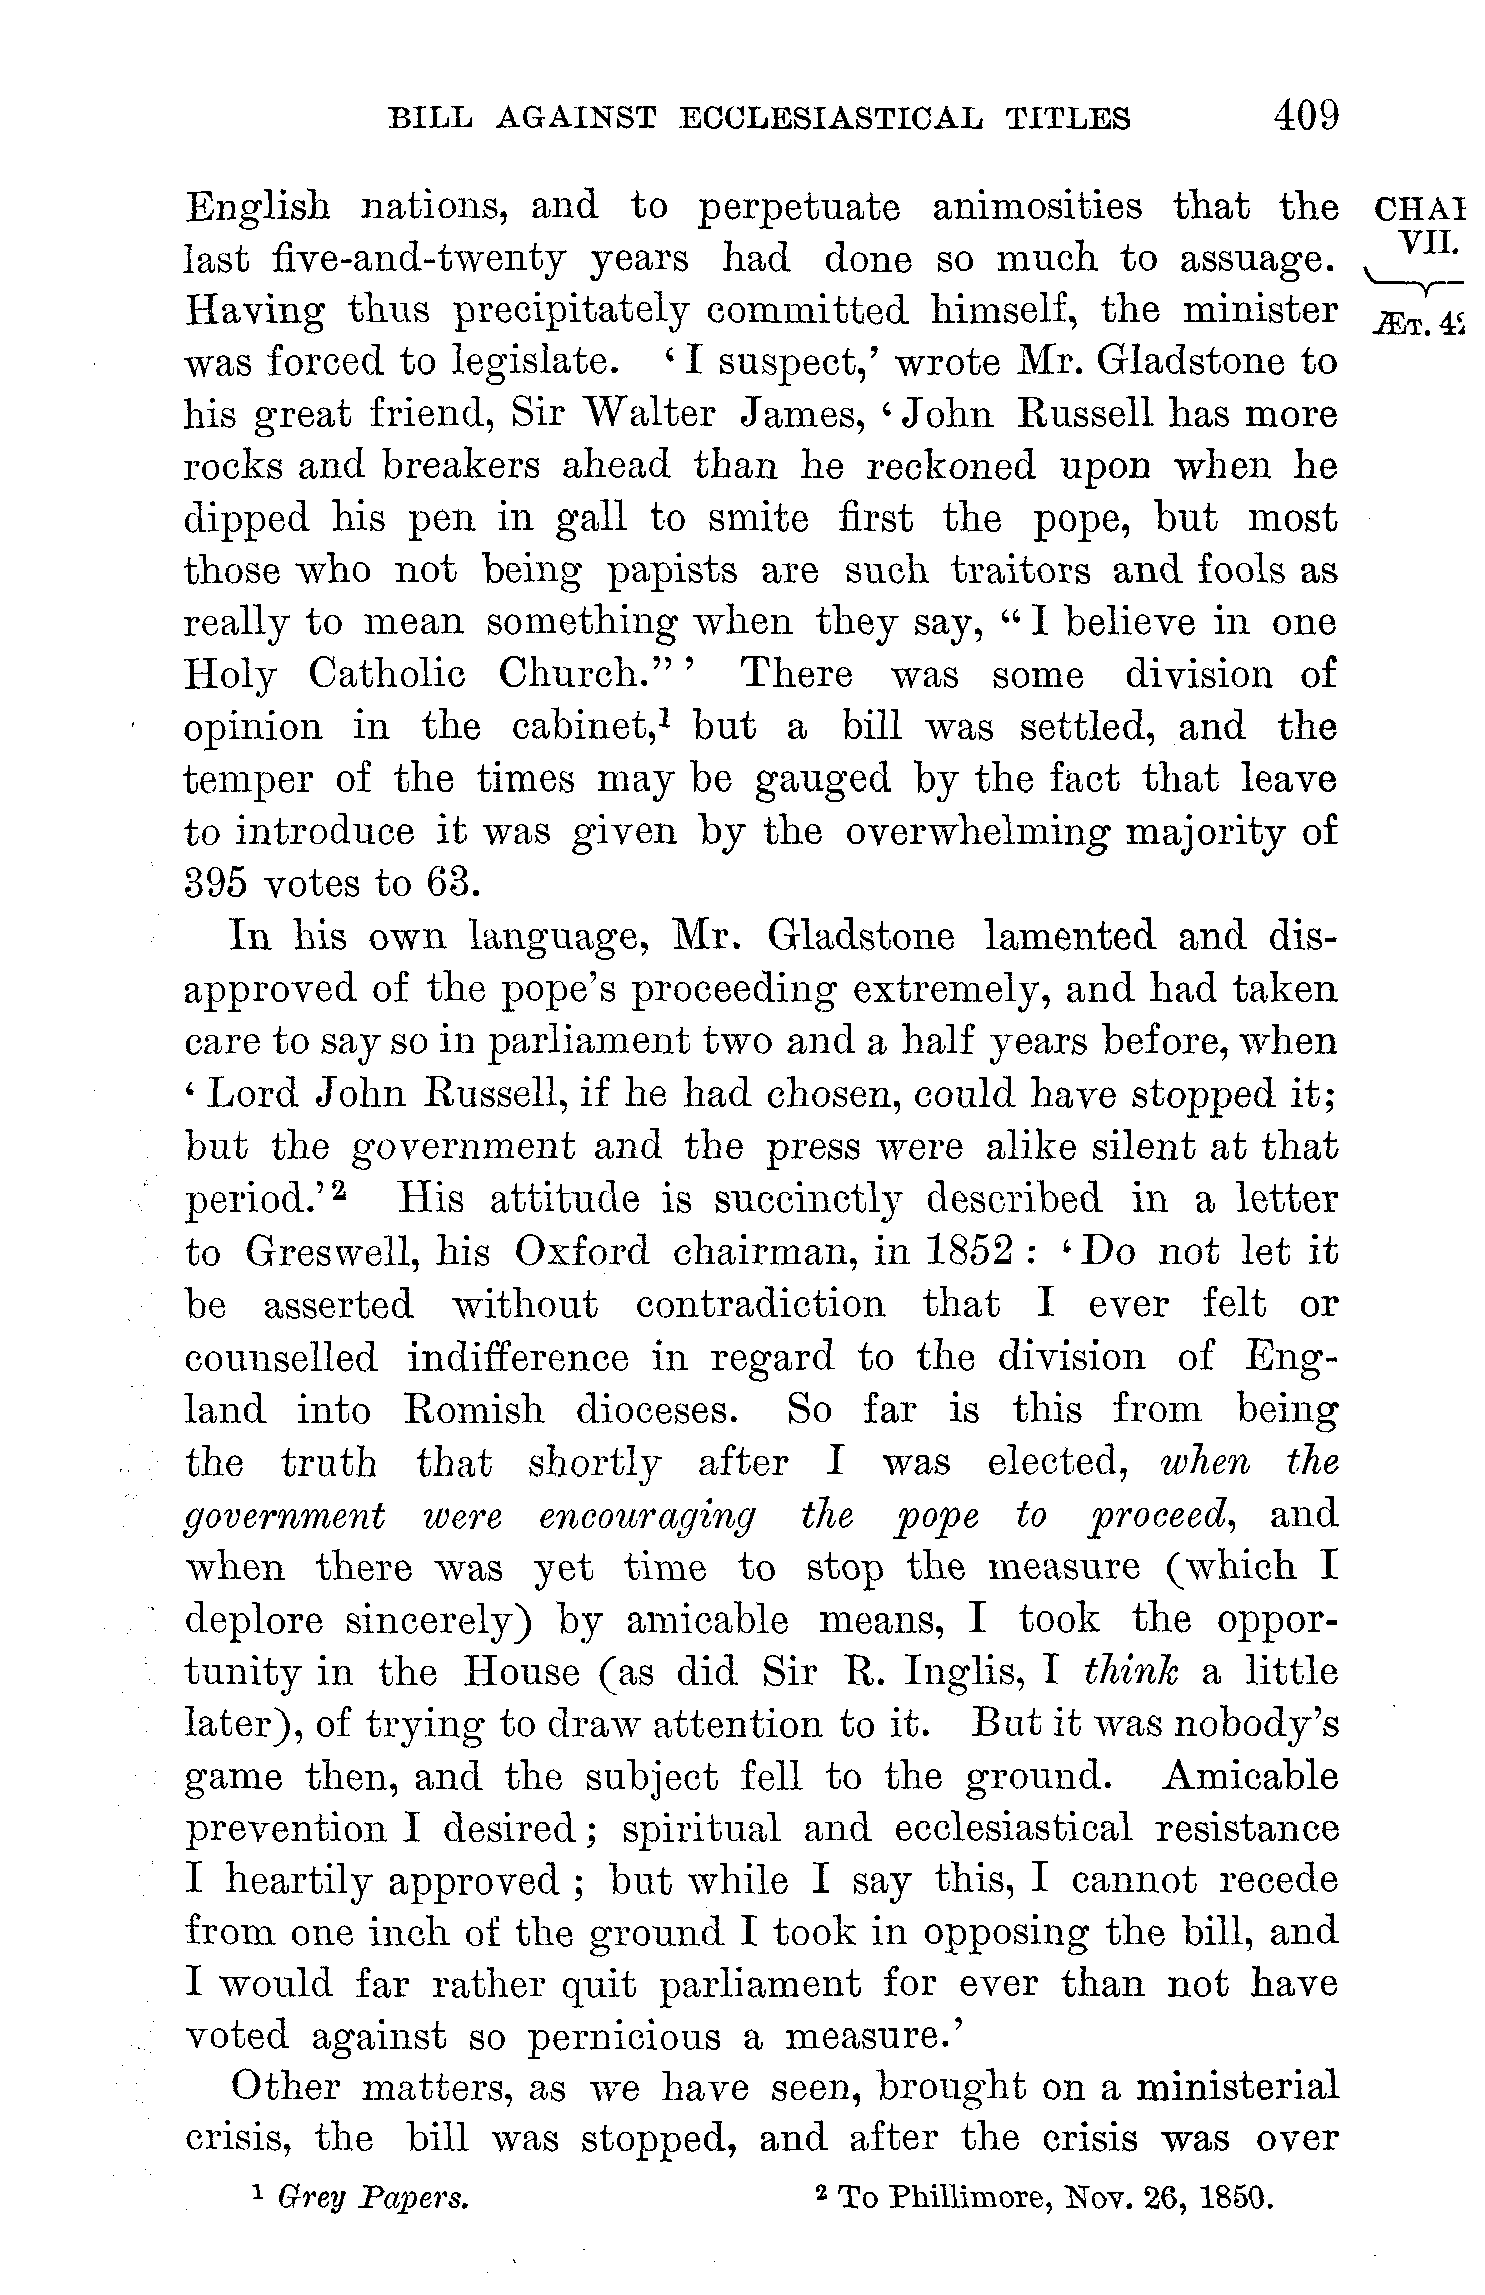 BILL AGAINST ECCLESIASTICAL TITLES 409
English nations, and to perpetuate animosities that the
last five-and-twenty years had done so much to assuage.
Having thus precipitately committed himself, the minister
was forced to legislate. ‘I suspect,’ wrote Mr. Gladstone to
his great friend, Sir Walter James, ‘John Russell has more
rocks and breakers ahead than he reckoned upon when he
dipped his pen in gall to smite first the pope, but most
those who not being papists are such traitors and fools as
really to mean something when they say, “I believe in one
Holy Catholic Church.”’ There was some division of
opinion in the cabinet,¹ but a bill was settled, and the
temper of the times may be gauged by the fact that leave
to introduce it was given by the overwhelming majority of
395 votes to 63.
In his own language, Mr. Gladstone lamented and dis-
approved of the pope’s proceeding extremely, and had taken
care to say so in parliament two and a half years before, when
‘Lord John Russell, if he had chosen, could have stopped it;
but the government and the press were alike silent at that
period.’² His attitude is succinctly described in a letter
to Greswell, his Oxford chairman, in 1852: ‘Do not let it
be asserted without contradiction that I ever felt or
counselled indifference in regard to the division of Eng-
land into Romish dioceses. So far is this from being
the truth that shortly after I was elected, when the
government were encouraging the pope to proceed, and
when there was yet time to stop the measure (which I
deplore sincerely) by amicable means, I took the oppor-
tunity in the House (as did Sir R. Inglis, I think a little
later), of trying to draw attention to it. But it was nobody’s
game then, and the subject fell to the ground. Amicable
prevention I desired; spiritual and ecclesiastical resistance
I heartily approved; but while I say this, I cannot recede
from one inch of the ground I took in opposing the bill, and
I would far rather quit parliament for ever than not have
voted against so pernicious a measure.’
Other matters, as we have seen, brought on a ministerial
crisis, the bill was stopped, and after the crisis was over
¹ Grey Papers. ² To Phillimore, Nov. 26, 1850.
VII.
ÆT.